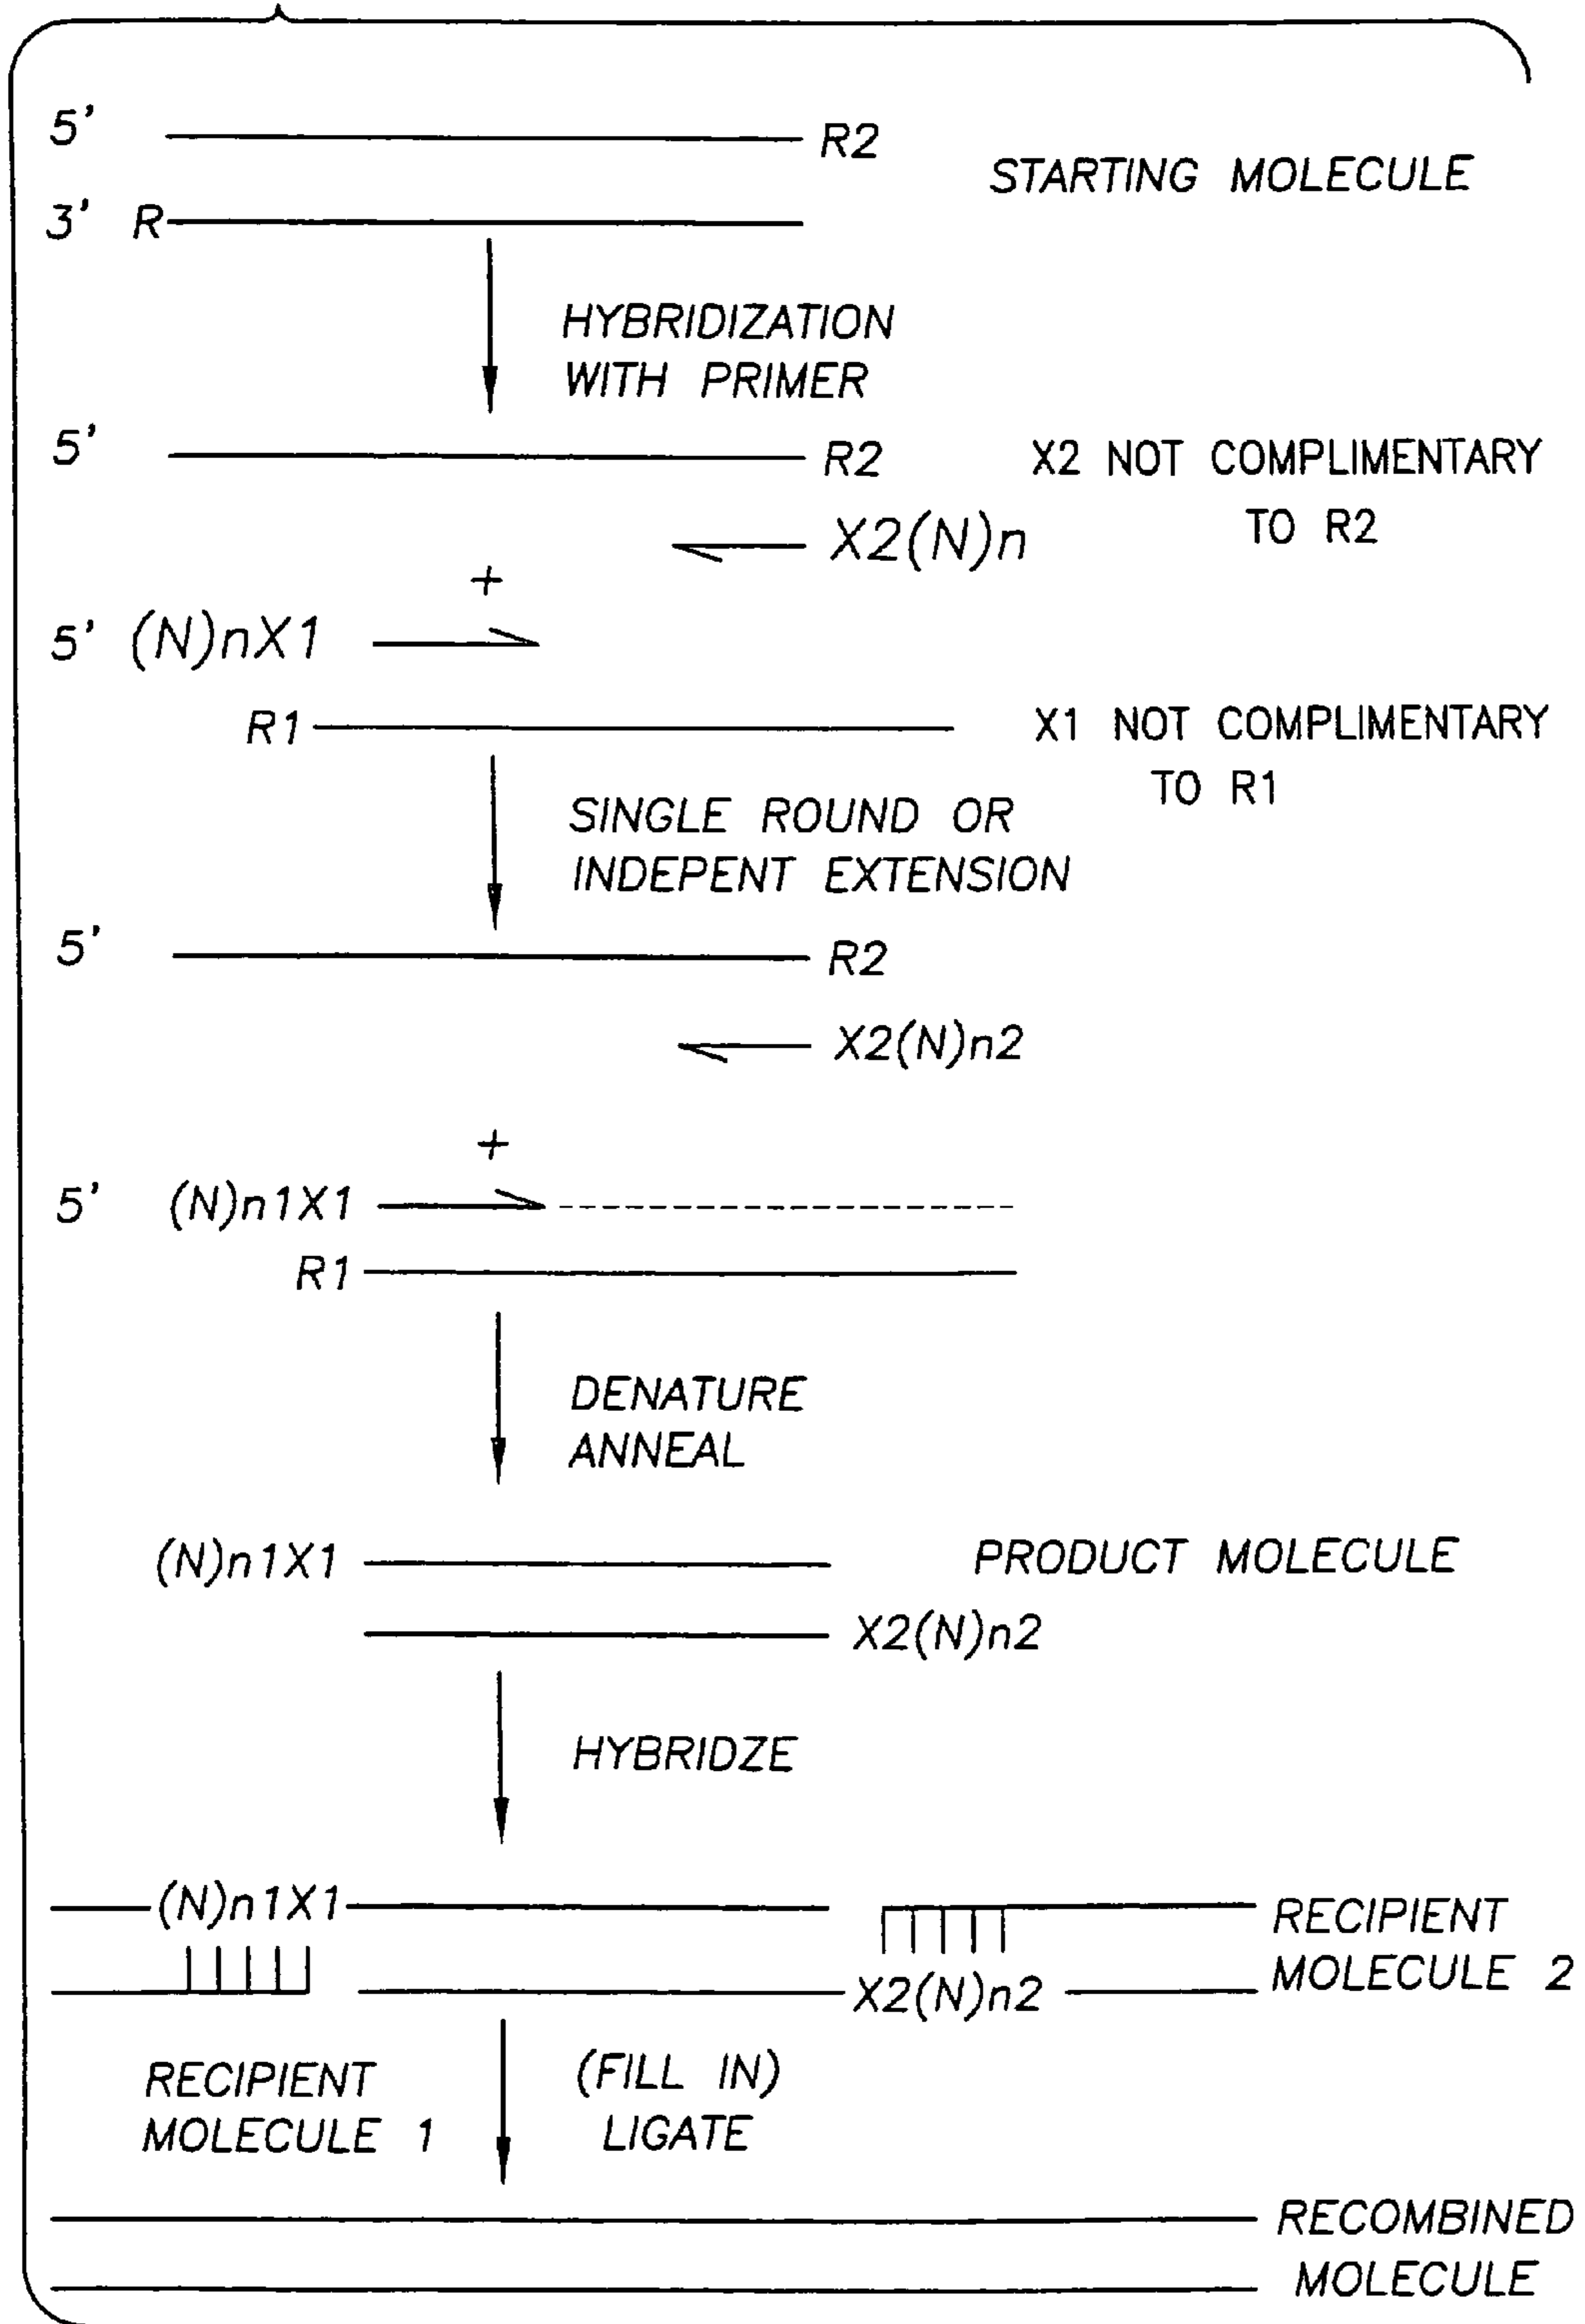 5'
R2
STARTING MOLECULE
3' R
HYBRIDIZATION
WITH PRIMER
5'
R2
X2 NOT COMPLIMENTARY
TO R2
X2(N)n
+
5' (N)nX1
R1
X1 NOT COMPLIMENTARY
TO R1
SINGLE ROUND OR
INDEPENT EXTENSION
5'
R2
X2(N)n2
+
5' (N)n1X1
R1
DENATURE
ANNEAL
(N)n1X1
PRODUCT MOLECULE
X2(N)n2
HYBRIDZE
(N)n1X1
RECIPIENT
MOLECULE 2
X2(N)n2
RECIPIENT
MOLECULE 1
(FILL IN)
LIGATE
RECOMBINED
MOLECULE